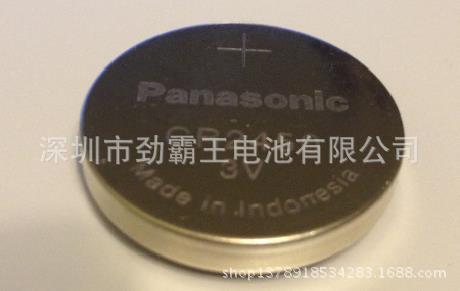 +
Panasonic
深圳市劲霸王电池有限公司
3V
Made in Indonesia
shop1378918534283.1688.com